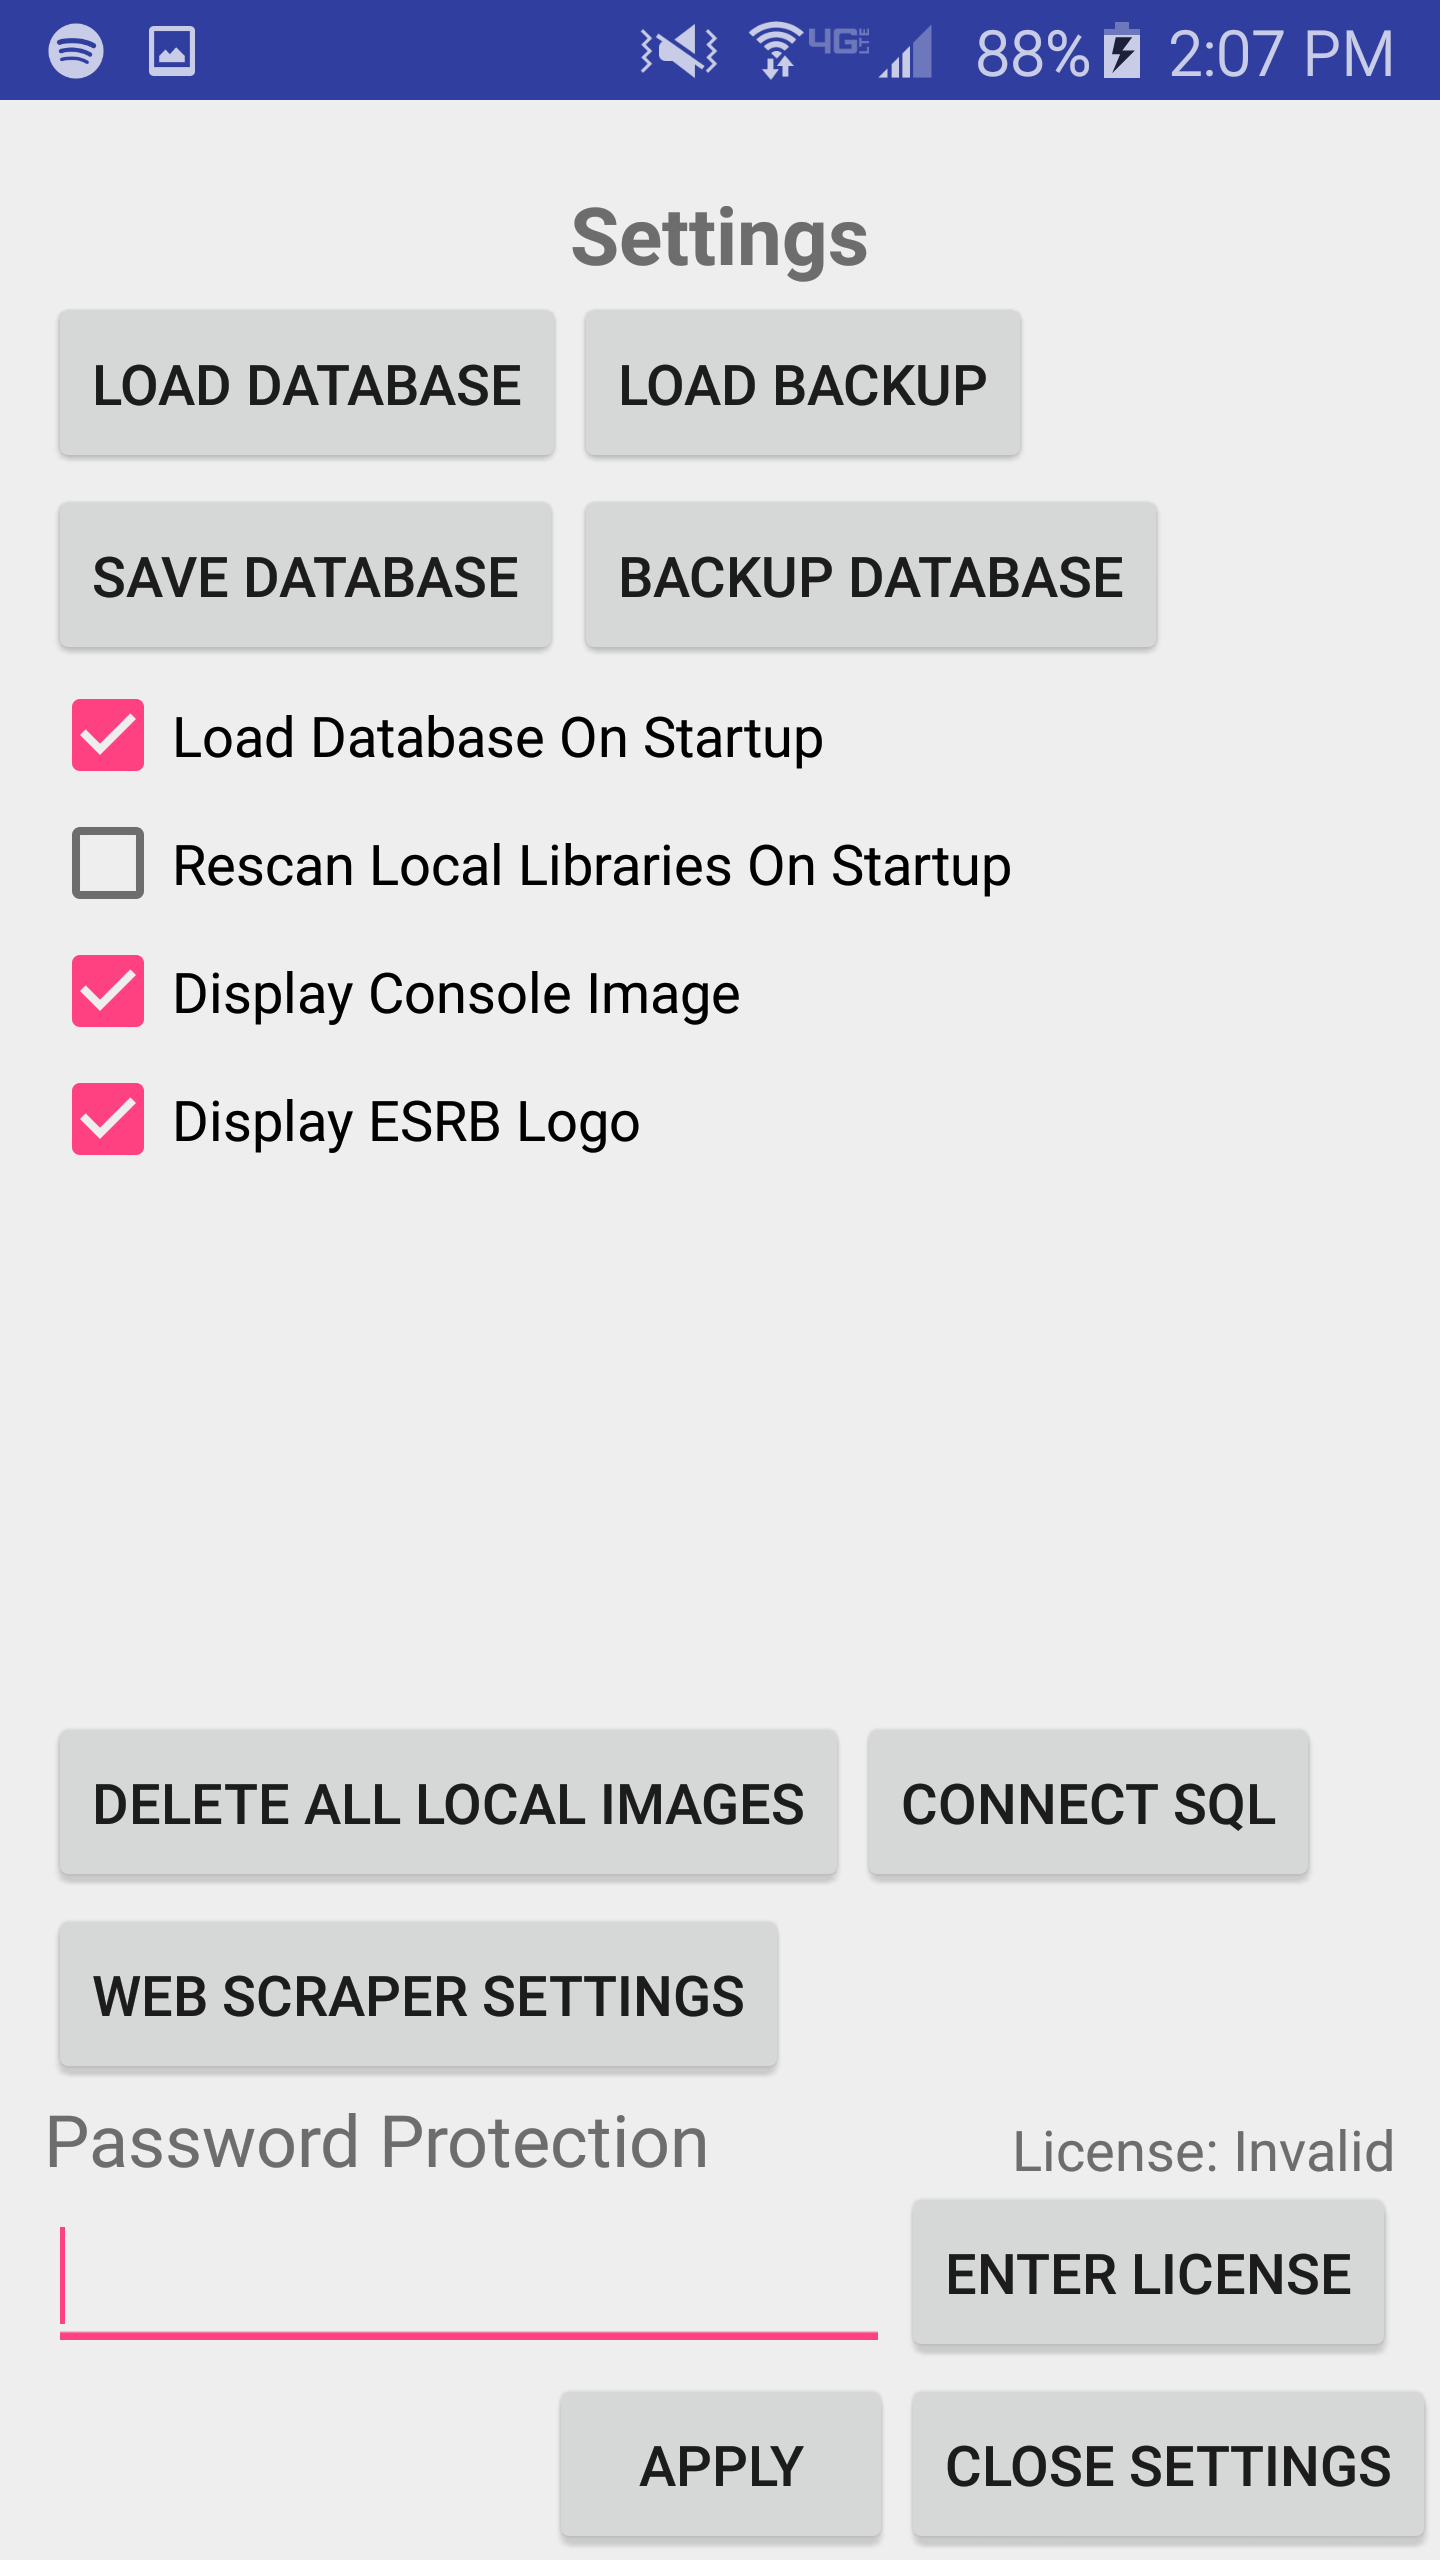 4G LTE 88% 2:07 PM
Settings
LOAD DATABASE LOAD BACKUP
SAVE DATABASE BACKUP DATABASE
Load Database On Startup
Rescan Local Libraries On Startup
Display Console Image
Display ESRB Logo
DELETE ALL LOCAL IMAGES CONNECT SQL
WEB SCRAPER SETTINGS
Password Protection License: Invalid
ENTER LICENSE
APPLY CLOSE SETTINGS